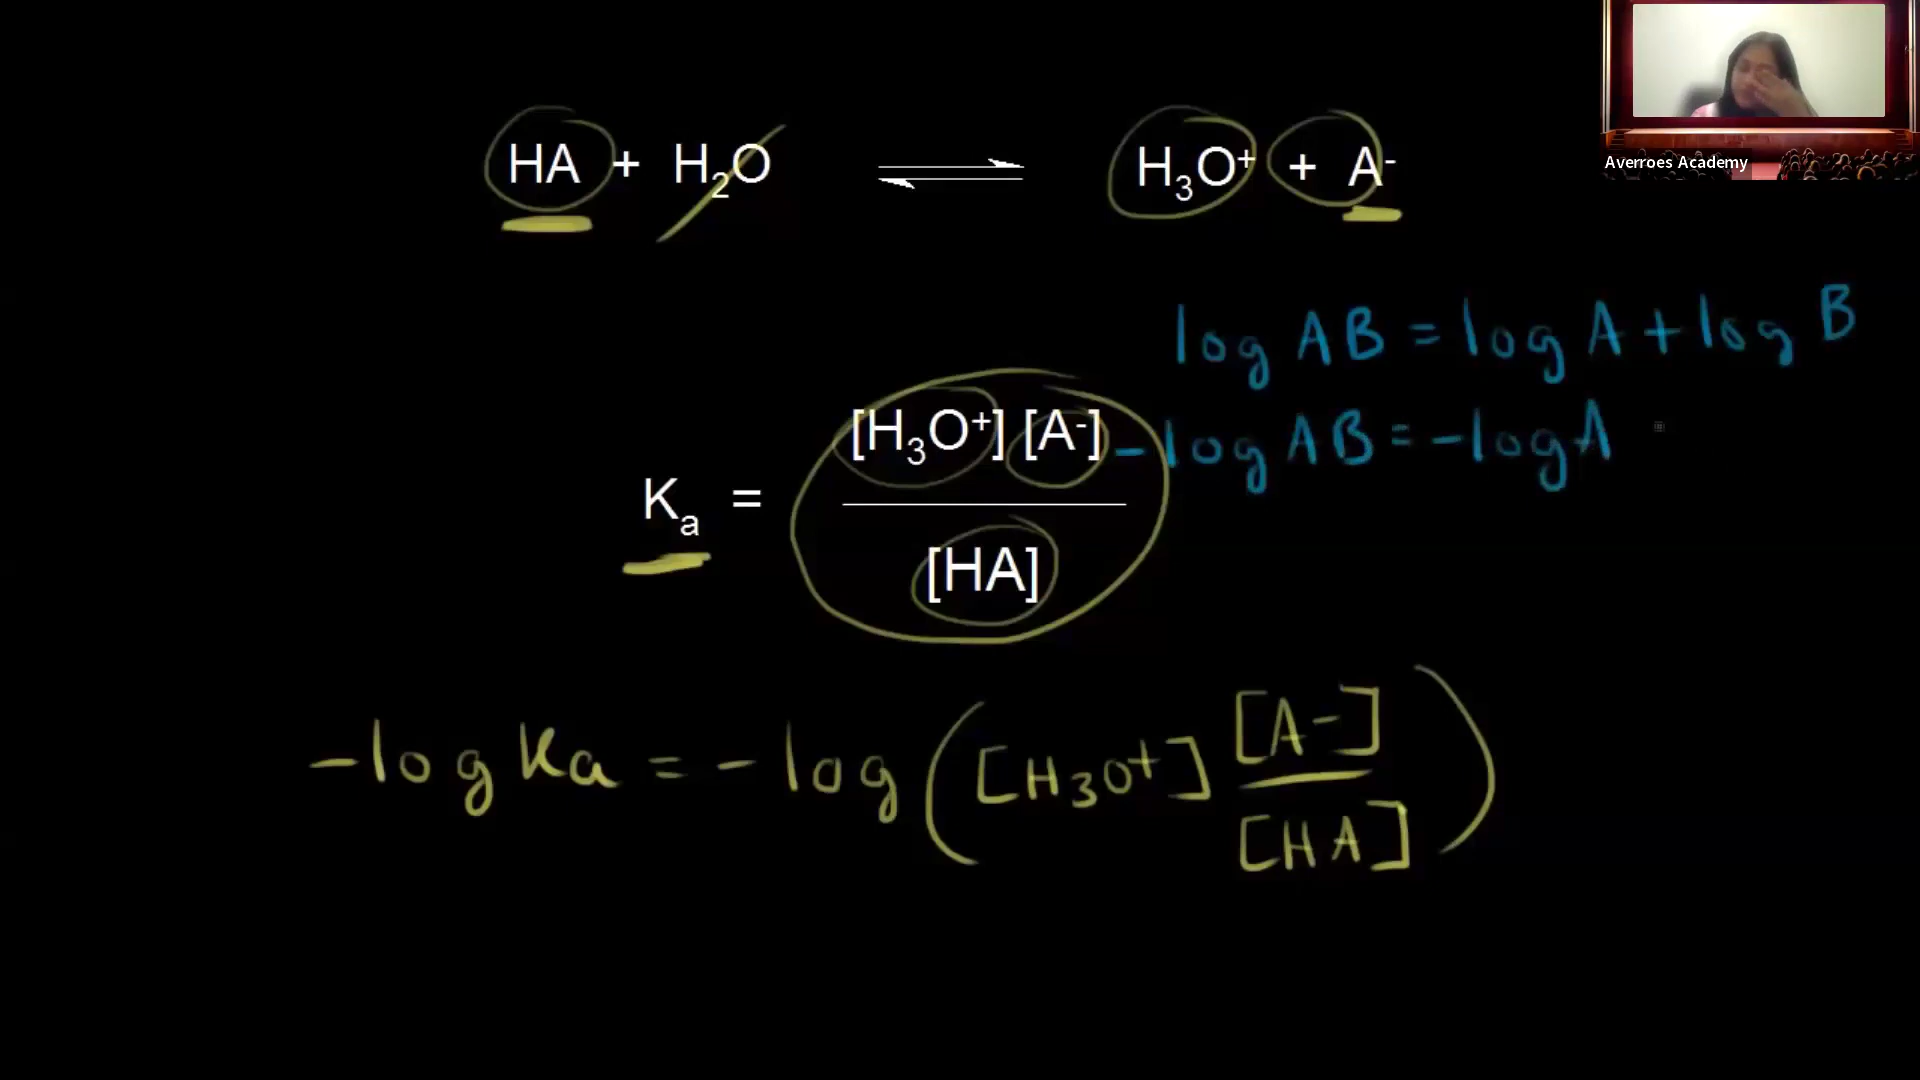 HA + H₂O ⇌ H₃O⁺ + A⁻
Averroes Academy
log AB = log A + log B
- log AB = - log A
Kₐ = [H₃O⁺] [A⁻]
[HA]
- log Ka = - log ( [H₃O⁺] [A-] )
[HA]